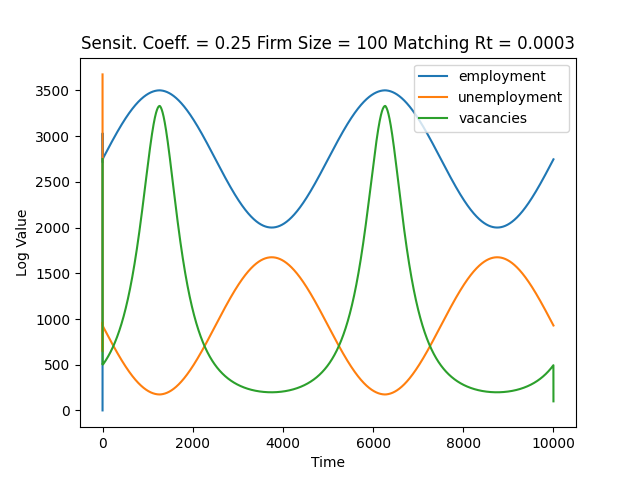 Sensit. Coeff. = 0.25 Firm Size = 100 Matching Rt = 0.0003
employment
unemployment
vacancies
3500
3000
2500
2000
1500
1000
500
0
Log Value
0 2000 4000 6000 8000 10000
Time